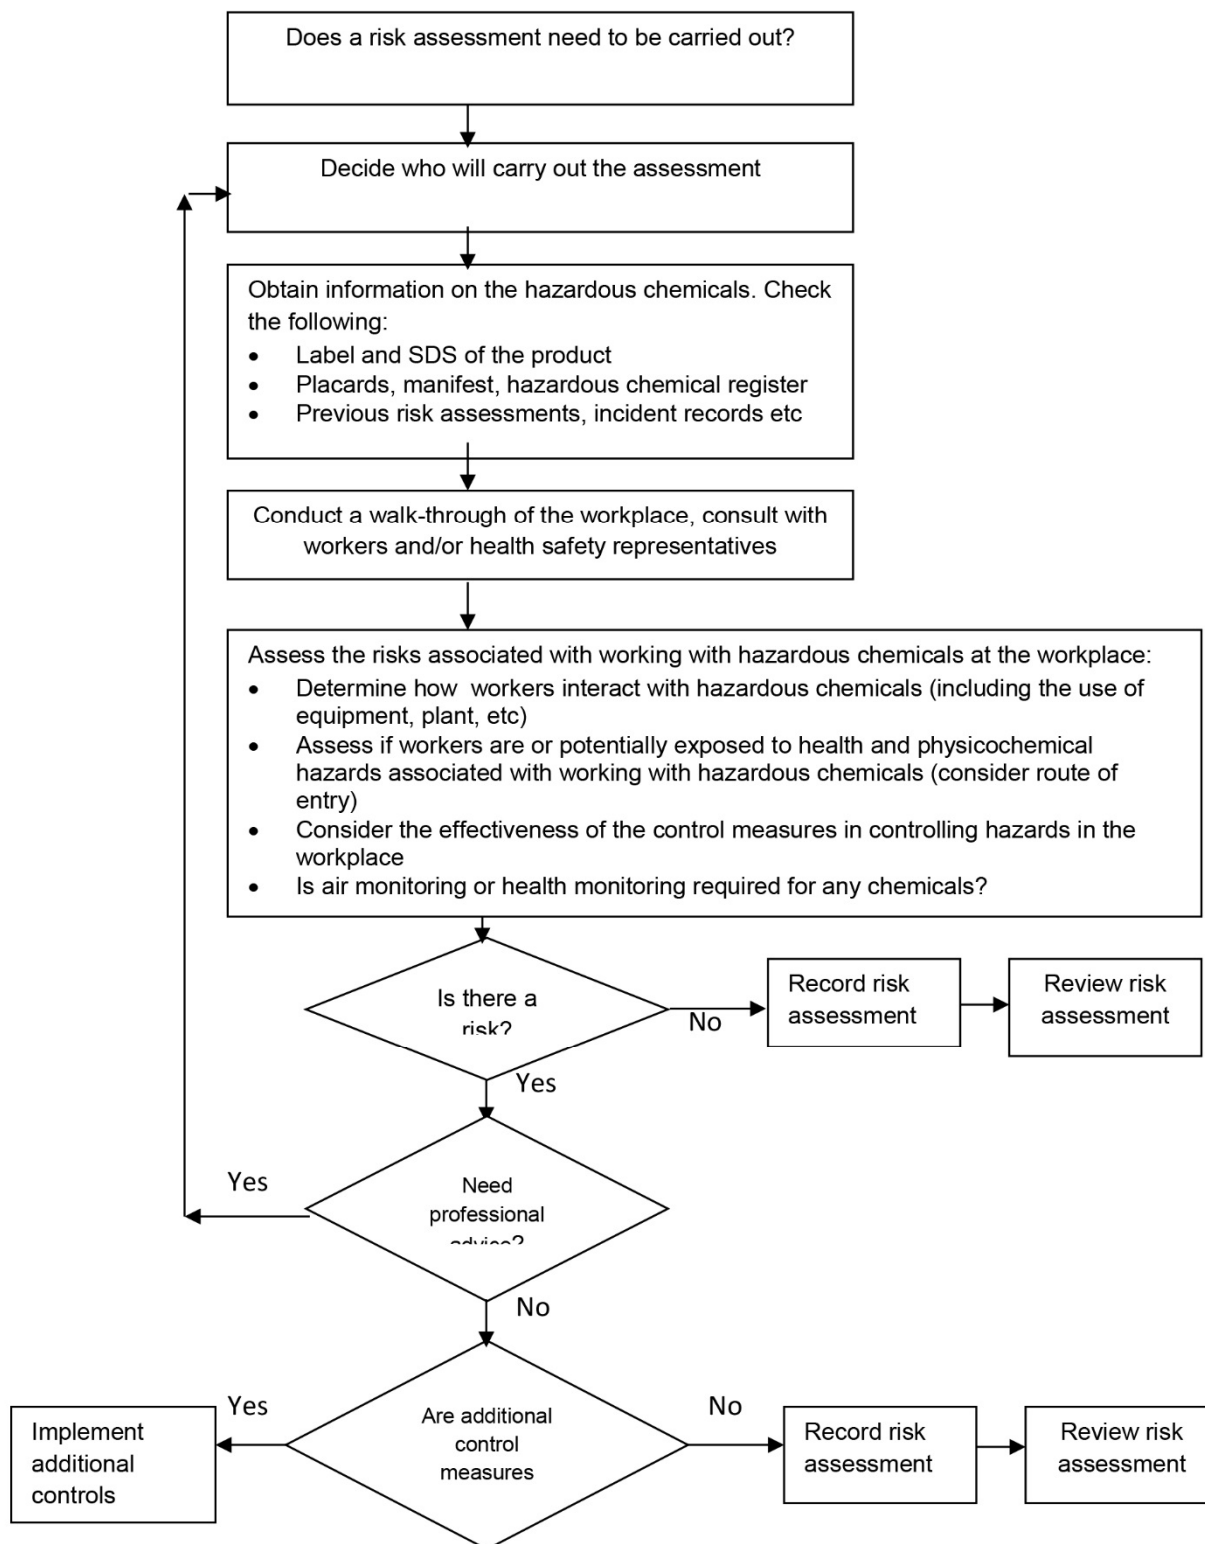 Does a risk assessment need to be carried out?
Decide who will carry out the assessment
Obtain information on the hazardous chemicals. Check
the following:
• Label and SDS of the product
• Placards, manifest, hazardous chemical register
• Previous risk assessments, incident records etc
Conduct a walk-through of the workplace, consult with
workers and/or health safety representatives
Assess the risks associated with working with hazardous chemicals at the workplace:
• Determine how workers interact with hazardous chemicals (including the use of
equipment, plant, etc)
• Assess if workers are or potentially exposed to health and physicochemical
hazards associated with working with hazardous chemicals (consider route of
entry)
• Consider the effectiveness of the control measures in controlling hazards in the
workplace
• Is air monitoring or health monitoring required for any chemicals?
Is there a
risk?
No
Record risk
assessment
Review risk
assessment
Yes
Need
professional
advice?
Yes
No
Are additional
control
measures
Yes
Implement
additional
controls
No
Record risk
assessment
Review risk
assessment